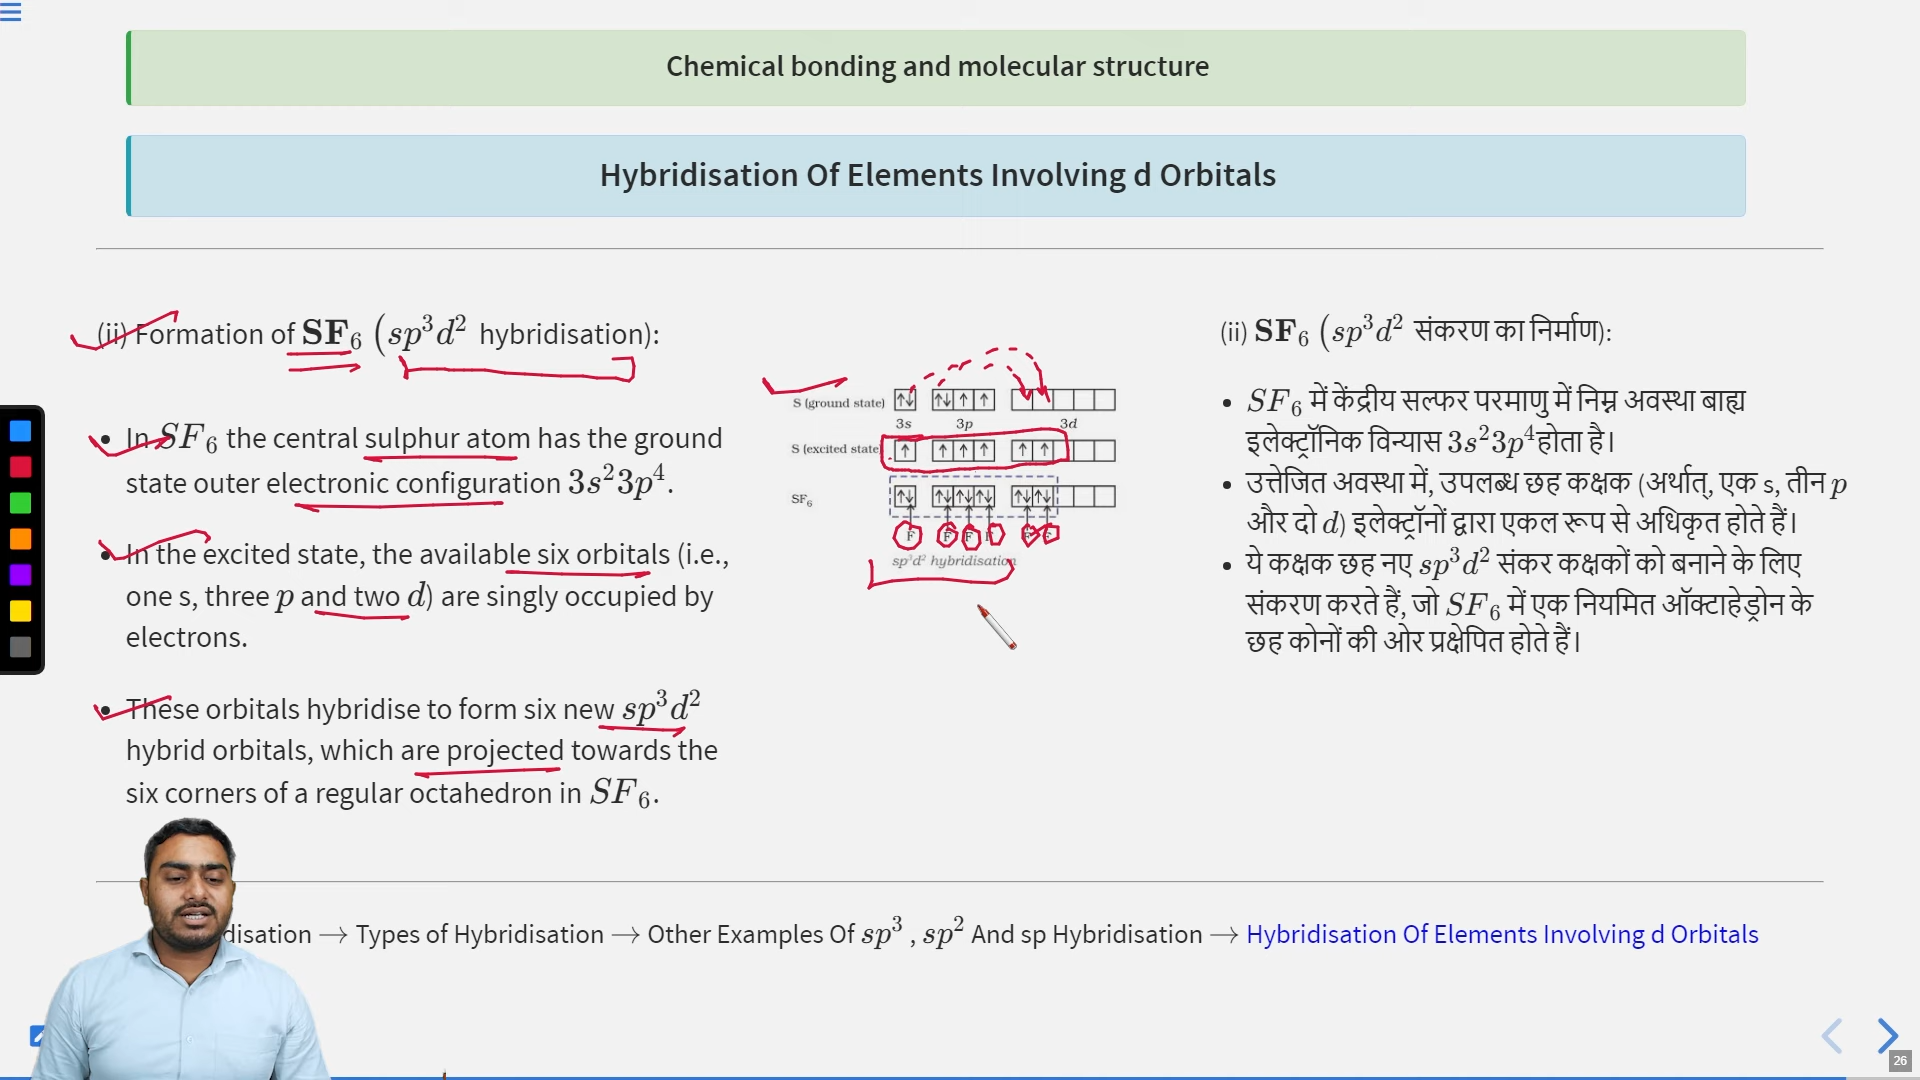 Chemical bonding and molecular structure
Hybridisation Of Elements Involving d Orbitals
(ii) Formation of SF₆ (sp³d² hybridisation):
• In SF₆ the central sulphur atom has the ground
state outer electronic configuration 3s²3p⁴.
• In the excited state, the available six orbitals (i.e.,
one s, three p and two d) are singly occupied by
electrons.
• These orbitals hybridise to form six new sp³d²
hybrid orbitals, which are projected towards the
six corners of a regular octahedron in SF₆.
S (ground state) ↑↓ ↑↓ ↑ ↑
3s 3p 3d
S (excited state) ↑ ↑ ↑ ↑ ↑ ↑
SF₆ ↑↓ ↑↓ ↑↓ ↑↓ ↑↓ ↑↓
F F F F F F
sp³d² hybridisation
(ii) SF₆ (sp³d² संकरण का निर्माण):
• SF₆ में केंद्रीय सल्फर परमाणु में निम्न अवस्था बाह्य
इलेक्ट्रॉनिक विन्यास 3s²3p⁴होता है।
• उत्तेजित अवस्था में, उपलब्ध छह कक्षक (अर्थात्, एक s, तीन p
और दो d) इलेक्ट्रॉनों द्वारा एकल रूप से अधिकृत होते हैं।
• ये कक्षक छह नए sp³d² संकर कक्षकों को बनाने के लिए
संकरण करते हैं, जो SF₆ में एक नियमित ऑक्टाहेड्रोन के
छह कोनों की ओर प्रक्षेपित होते हैं।
disation → Types of Hybridisation → Other Examples Of sp³ , sp² And sp Hybridisation → Hybridisation Of Elements Involving d Orbitals
26